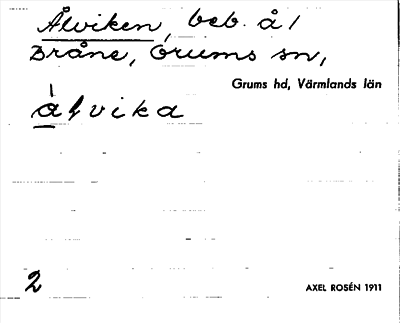 Ålviken, beb. å /
Bråne, Grums sn,
Grums hd, Värmlands län
ålvika
2
AXEL ROSÉN 1911